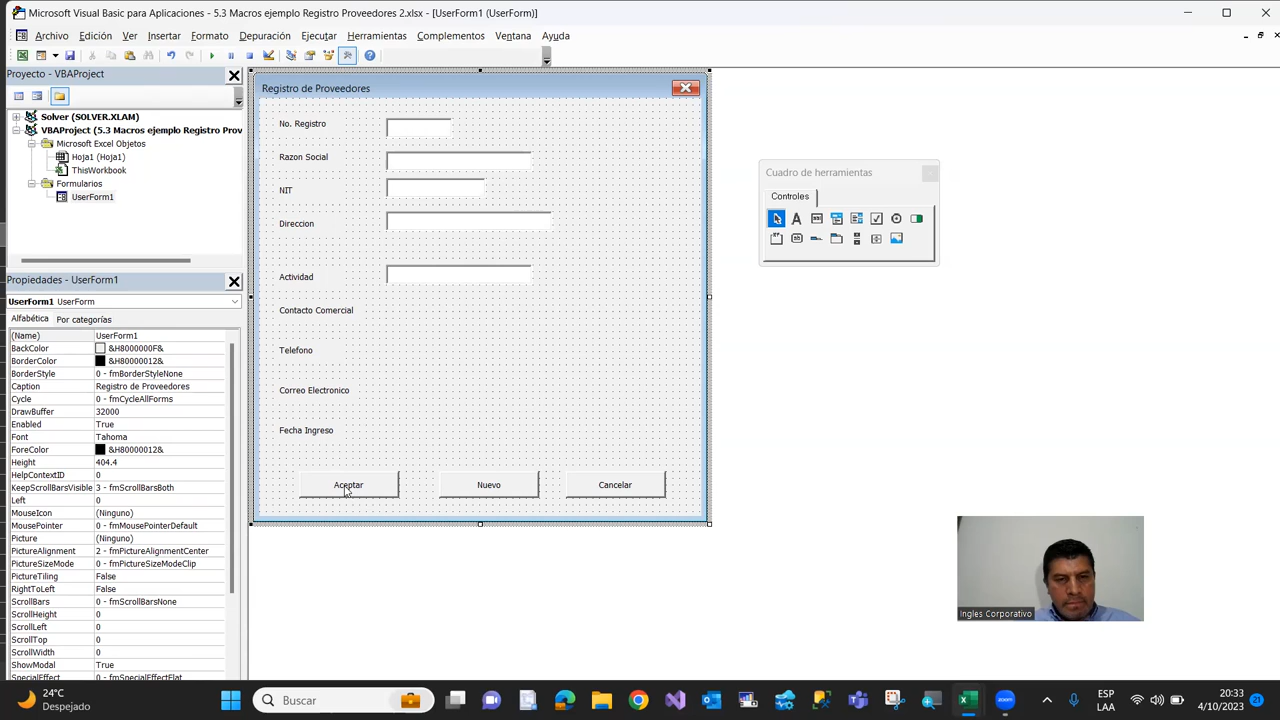 Microsoft Visual Basic para Aplicaciones - 5.3 Macros ejemplo Registro Proveedores 2.xlsx - [UserForm1 (UserForm)]
Archivo Edición Ver Insertar Formato Depuración Ejecutar Herramientas Complementos Ventana Ayuda
Proyecto - VBAProject
Solver (SOLVER.XLAM)
VBAProject (5.3 Macros ejemplo Registro Prov
Microsoft Excel Objetos
Hoja1 (Hoja1)
ThisWorkbook
Formularios
UserForm1
Propiedades - UserForm1
UserForm1 UserForm
Alfabética Por categorías
(Name) UserForm1
BackColor &H8000000F&
BorderColor &H80000012&
BorderStyle 0 - fmBorderStyleNone
Caption Registro de Proveedores
Cycle 0 - fmCycleAllForms
DrawBuffer 32000
Enabled True
Font Tahoma
ForeColor &H80000012&
Height 404.4
HelpContextID 0
KeepScrollBarsVisible 3 - fmScrollBarsBoth
Left 0
MouseIcon (Ninguno)
MousePointer 0 - fmMousePointerDefault
Picture (Ninguno)
PictureAlignment 2 - fmPictureAlignmentCenter
PictureSizeMode 0 - fmPictureSizeModeClip
PictureTiling False
RightToLeft False
ScrollBars 0 - fmScrollBarsNone
ScrollHeight 0
ScrollLeft 0
ScrollTop 0
ScrollWidth 0
ShowModal True
SpecialEffect 0 - fmSpecialEffectFlat
Registro de Proveedores
No. Registro
Razon Social
NIT
Direccion
Actividad
Contacto Comercial
Telefono
Correo Electronico
Fecha Ingreso
Aceptar Nuevo Cancelar
Cuadro de herramientas
Controles
Ingles Corporativo
24°C
Despejado
Buscar
ESP
LAA
20:33
4/10/2023
21